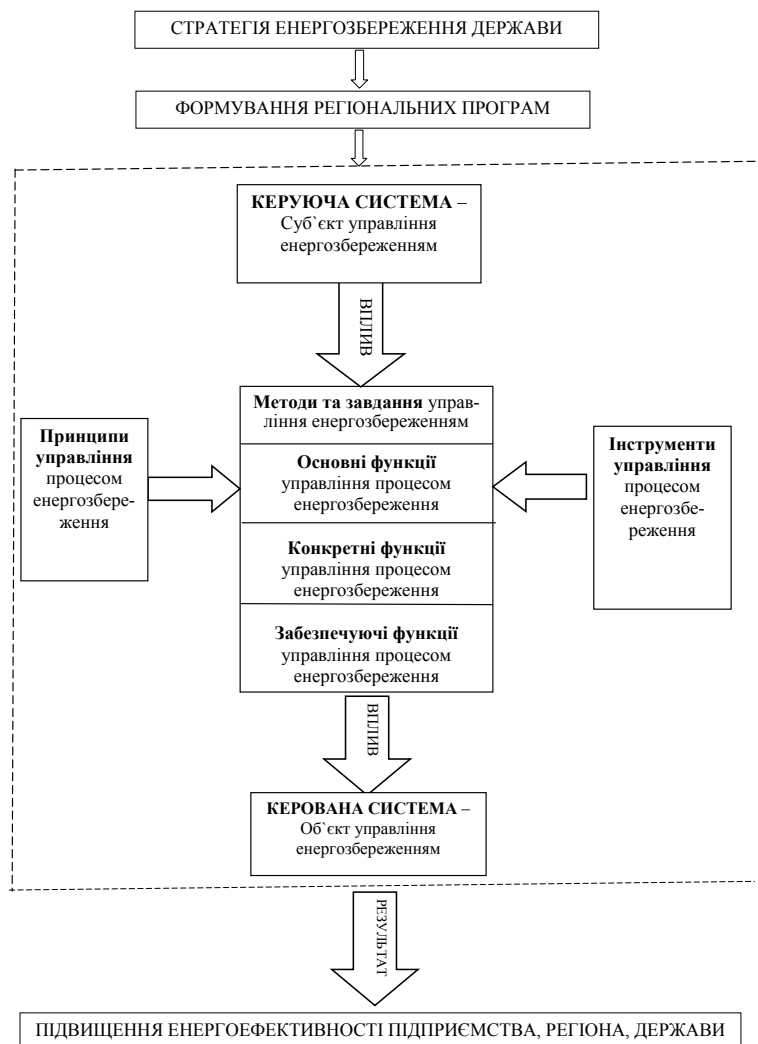 СТРАТЕГІЯ ЕНЕРГОЗБЕРЕЖЕННЯ ДЕРЖАВИ
ФОРМУВАННЯ РЕГІОНАЛЬНИХ ПРОГРАМ
КЕРУЮЧА СИСТЕМА –
Суб`єкт управління
енергозбереженням
ВПЛИВ
Методи та завдання управ-
ління енергозбереженням
Принципи
управління
процесом
енергозбере-
ження
Основні функції
управління процесом
енергозбереження
Конкретні функції
управління процесом
енергозбереження
Забезпечуючі функції
управління процесом
енергозбереження
Інструменти
управління
процесом
енергозбе-
реження
ВПЛИВ
КЕРОВАНА СИСТЕМА –
Об`єкт управління
енергозбереженням
РЕЗУЛЬТАТ
ПІДВИЩЕННЯ ЕНЕРГОЕФЕКТИВНОСТІ ПІДПРИЄМСТВА, РЕГІОНА, ДЕРЖАВИ